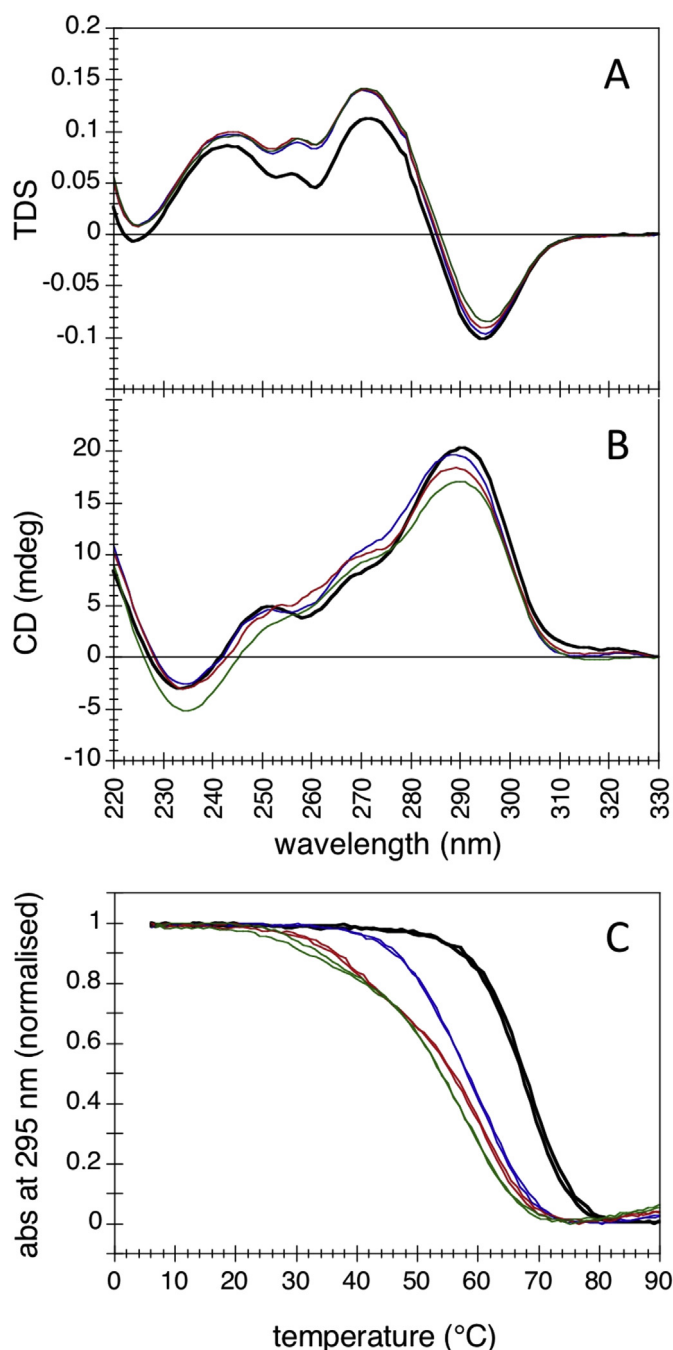 0.2
0.15
0.1
0.05
0
-0.05
-0.1
TDS
A
20
15
10
5
0
-5
-10
CD (mdeg)
B
220 230 240 250 260 270 280 290 300 310 320 330
wavelength (nm)
1
0.8
0.6
0.4
0.2
0
abs at 295 nm (normalised)
C
0 10 20 30 40 50 60 70 80 90
temperature (°C)